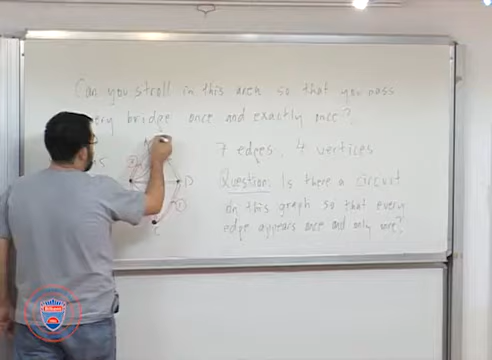 Can you stroll in this area so that you pass
every bridge once and exactly once?
7 edges, 4 vertices
Question: Is there a circuit
in this graph so that every
edge appears once and only once?
D
C